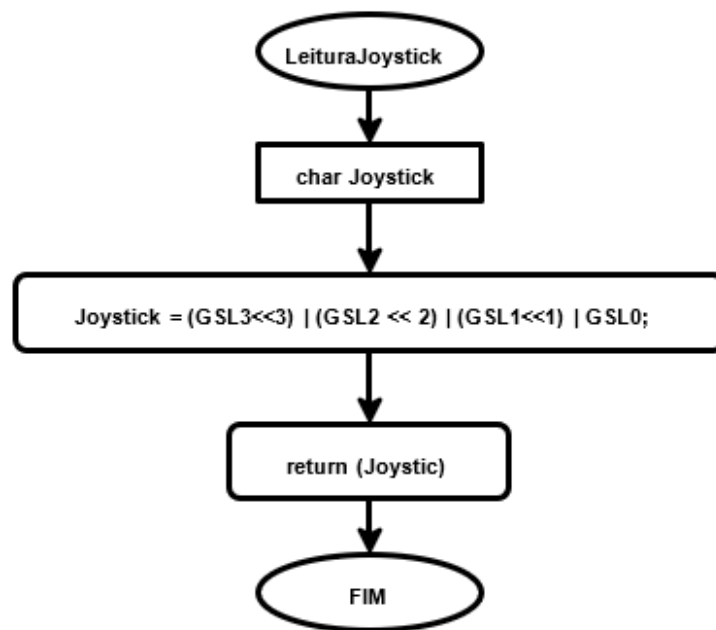 LeituraJoystick
char Joystick
Joystick = (GSL3<<3) | (GSL2 << 2) | (GSL1<<1) | GSL0;
return (Joystic)
FIM